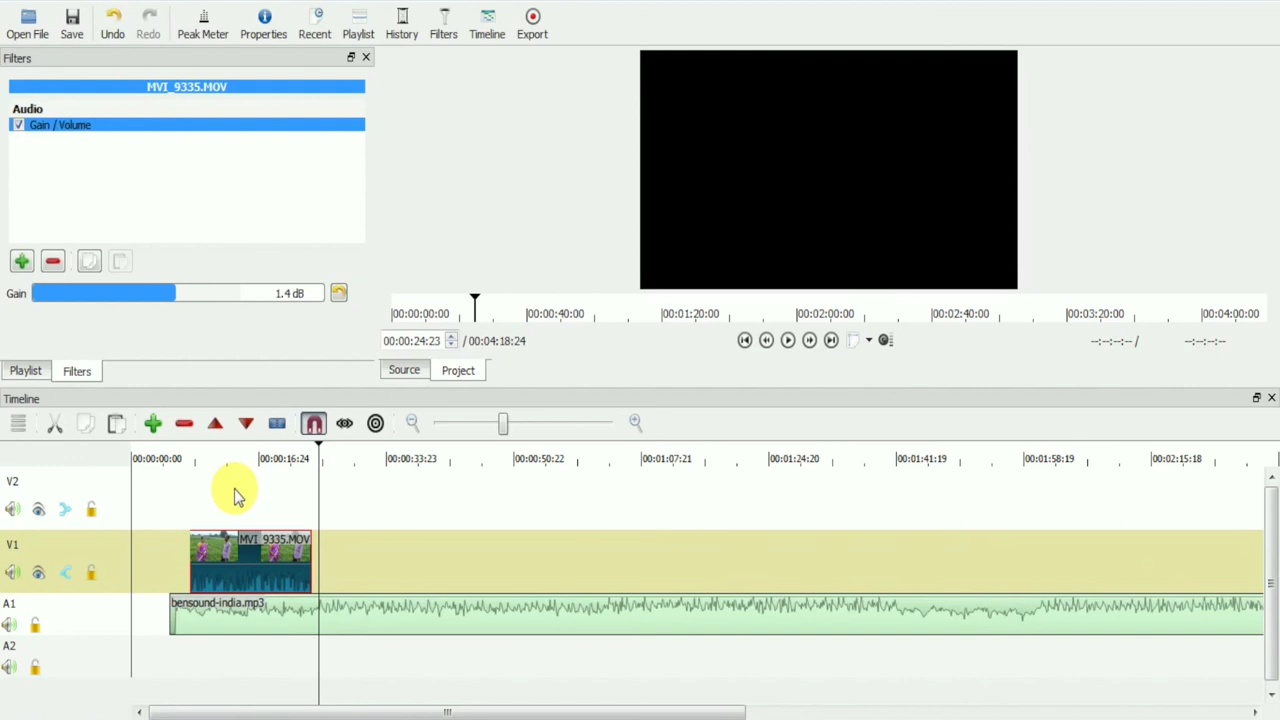 Open File Save Undo Redo Peak Meter Properties Recent Playlist History Filters Timeline Export
Filters
MVI_9335.MOV
Audio
Gain / Volume
Gain 1.4 dB
00:00:00:00 00:00:40:00 00:01:20:00 00:02:00:00 00:02:40:00 00:03:20:00 00:04:00:00
00:00:24:23 / 00:04:18:24 --:--:--:-- / --:--:--:--
Playlist Filters
Source Project
Timeline
00:00:00:00 00:00:16:24 00:00:33:23 00:00:50:22 00:01:07:21 00:01:24:20 00:01:41:19 00:01:58:19 00:02:15:18
V2
V1
MVI_9335.MOV
A1
bensound-india.mp3
A2